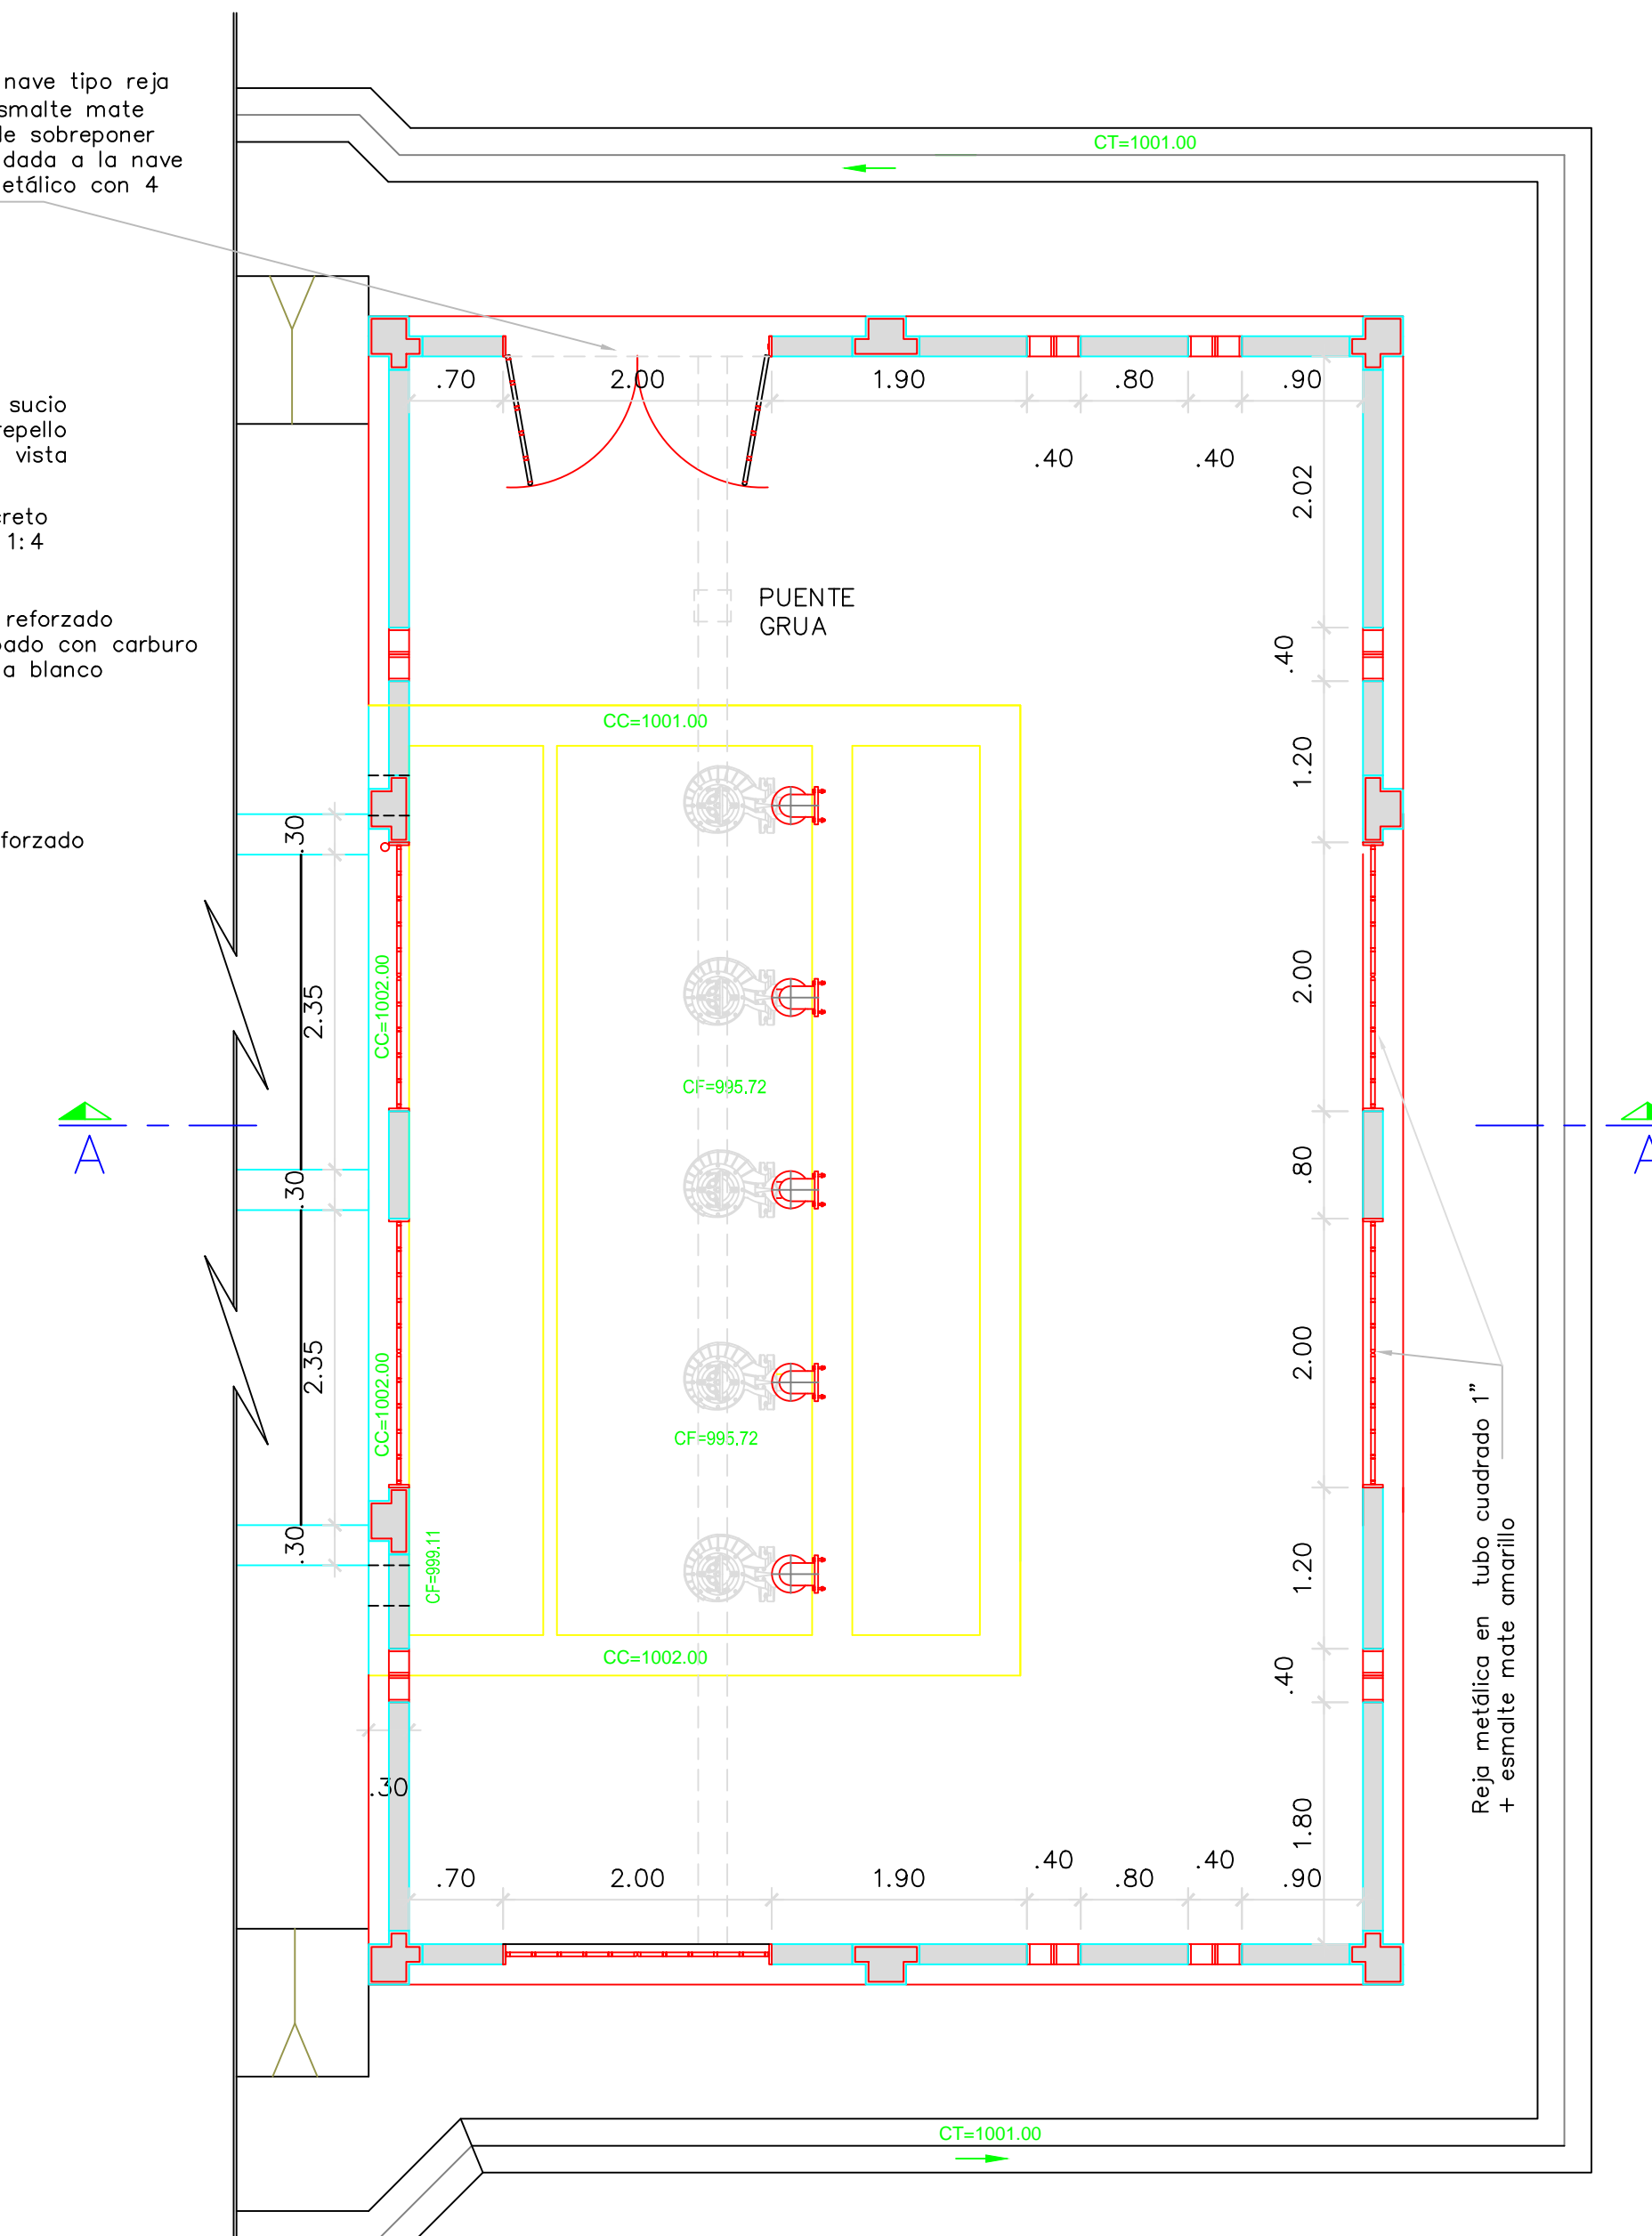 nave tipo reja
smalte mate
de sobreponer
dada a la nave
etálico con 4
CT=1001.00
sucio
repello
vista
creto
1:4
reforzado
pado con carburo
a blanco
forzado
.70
2.00
1.90
.80
.90
.40
.40
2.02
PUENTE
GRUA
.40
CC=1001.00
1.20
.30
2.35
CC=1002.00
2.00
CF=995.72
A
A
.30
.80
2.35
CC=1002.00
2.00
CF=995.72
.30
CF=999.11
1.20
CC=1002.00
.40
Reja metálica en tubo cuadrado 1"
+ esmalte mate amarillo
.30
1.80
.70
2.00
1.90
.40
.80
.40
.90
CT=1001.00